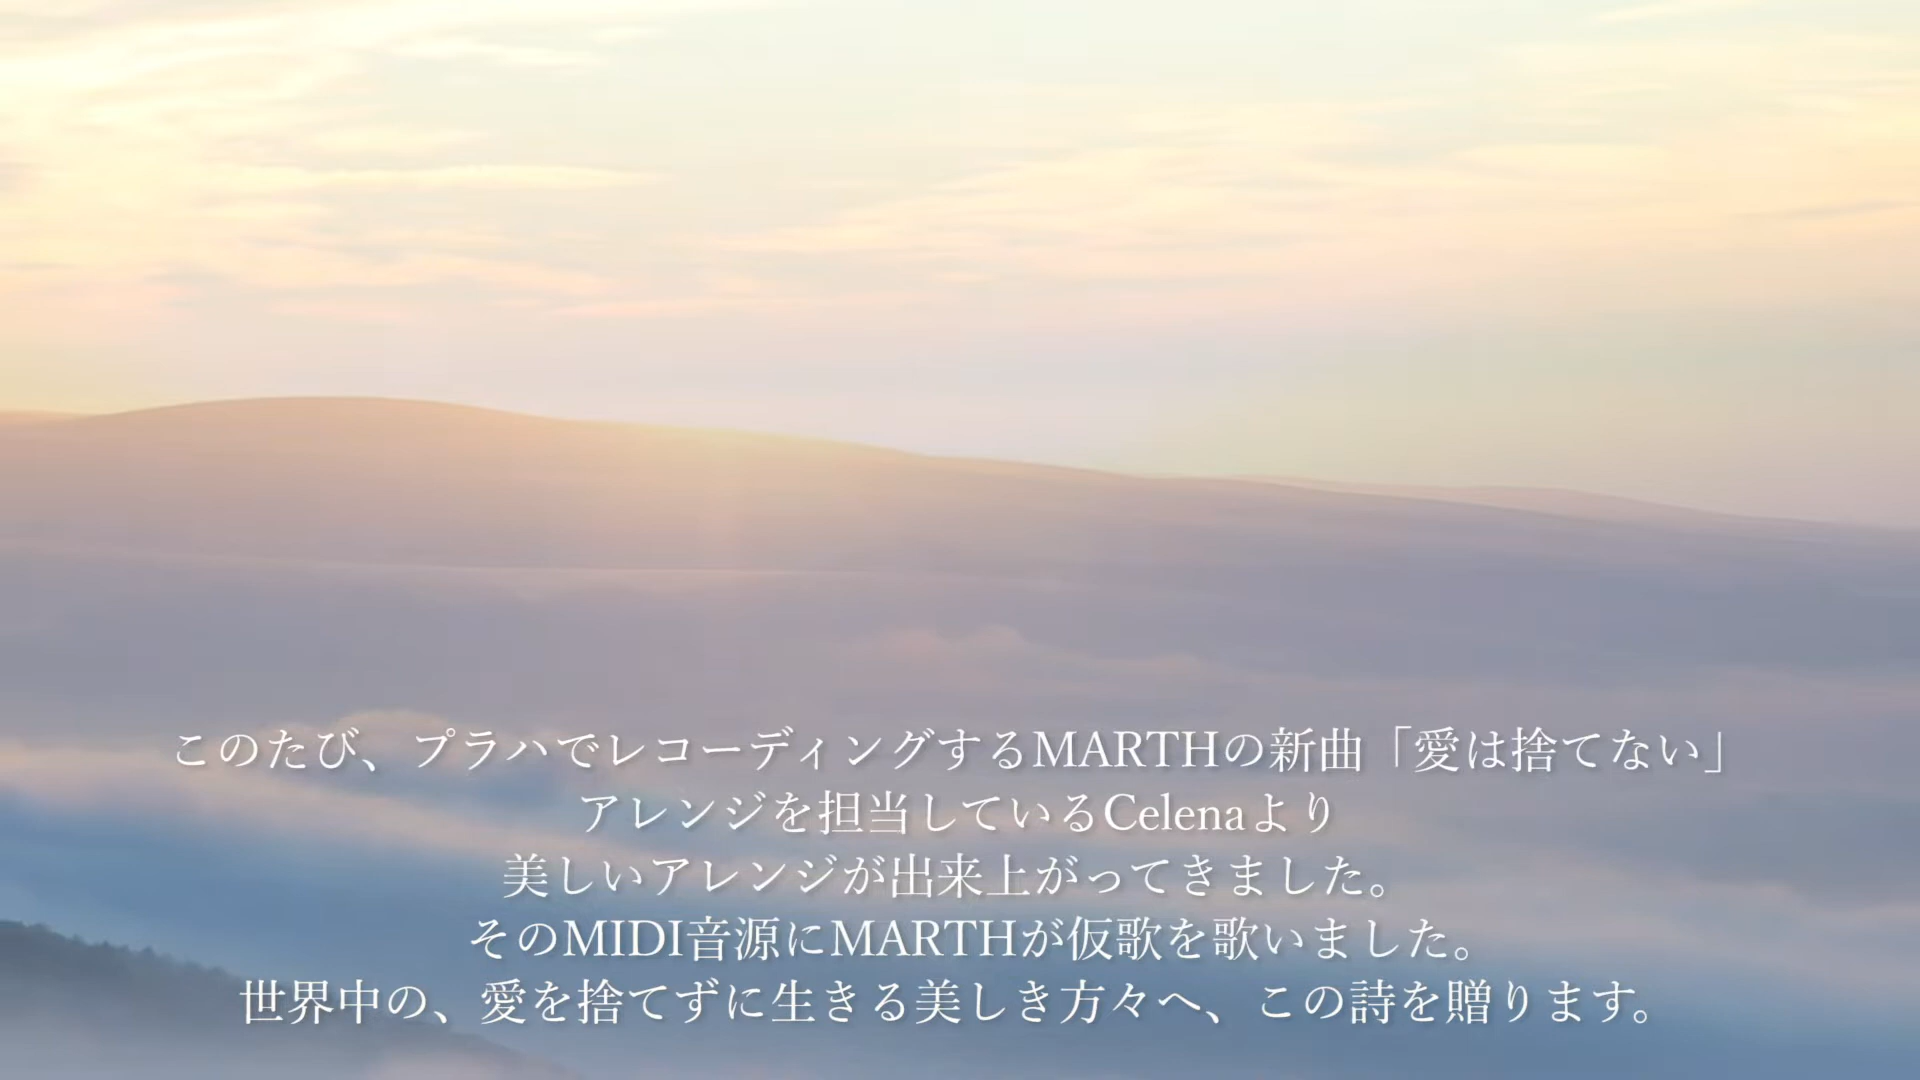 このたび、プラハでレコーディングするMARTHの新曲「愛は捨てない」
アレンジを担当しているCelenaより
美しいアレンジが出来上がってきました。
そのMIDI音源にMARTHが仮歌を歌いました。
世界中の、愛を捨てずに生きる美しき方々へ、この詩を贈ります。